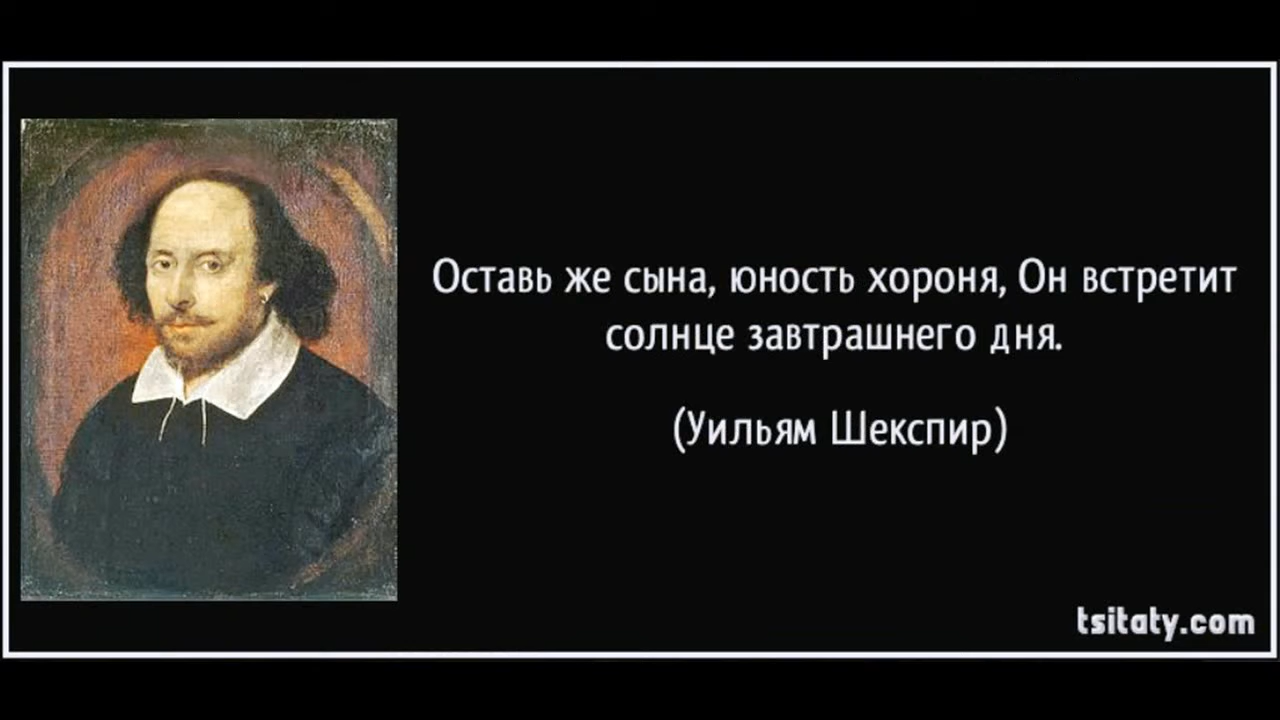 Оставь же сына, юность хороня, Он встретит
солнце завтрашнего дня.
(Уильям Шекспир)
tsitaty.com